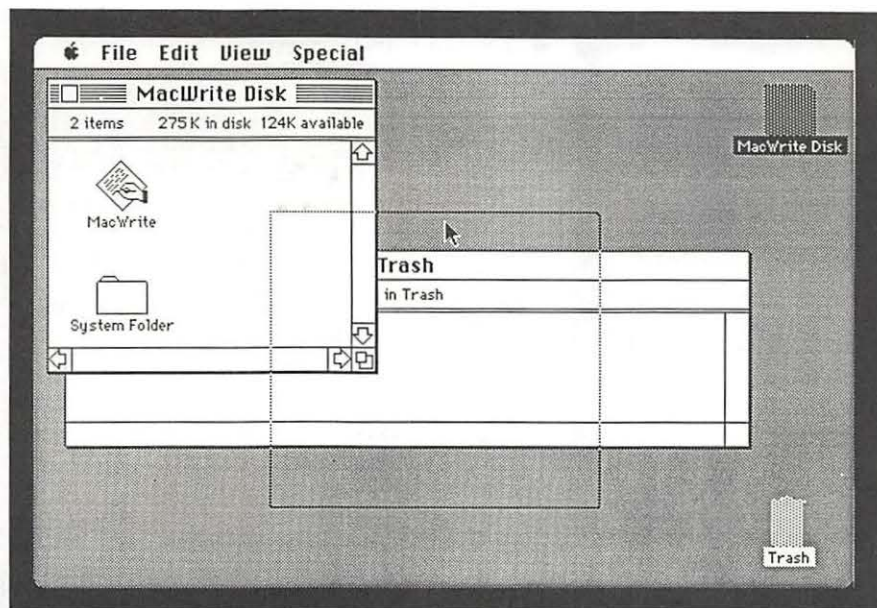 File Edit View Special
MacWrite Disk
2 items 275K in disk 124K available
MacWrite Disk
MacWrite
Trash
in Trash
System Folder
Trash